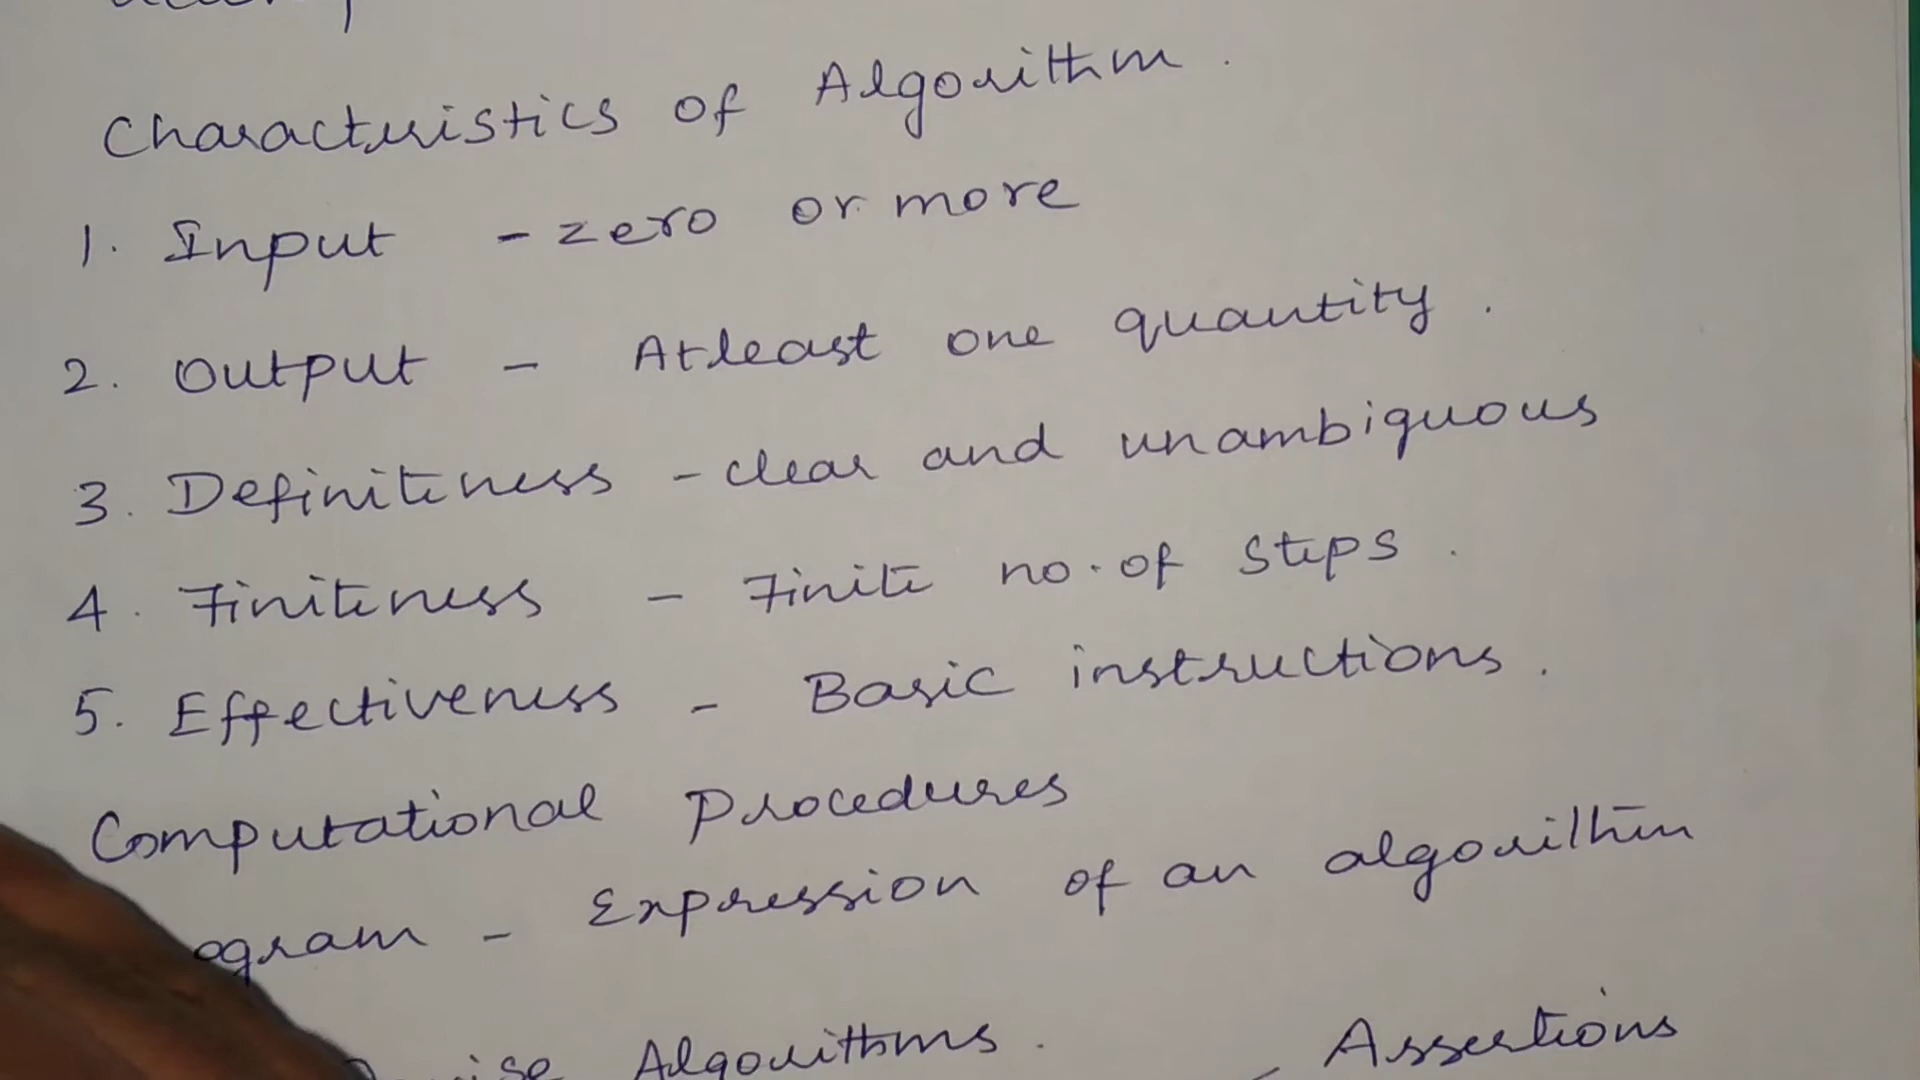 Characteristics of Algorithm.
1. Input - zero or more
2. Output - Atleast one quantity.
3. Definiteness - clear and unambiguous
4. Finiteness - Finite no. of steps.
5. Effectiveness - Basic instructions.
Computational Procedures
ogram - Expression of an algorithm
Algorithms. - Assertions